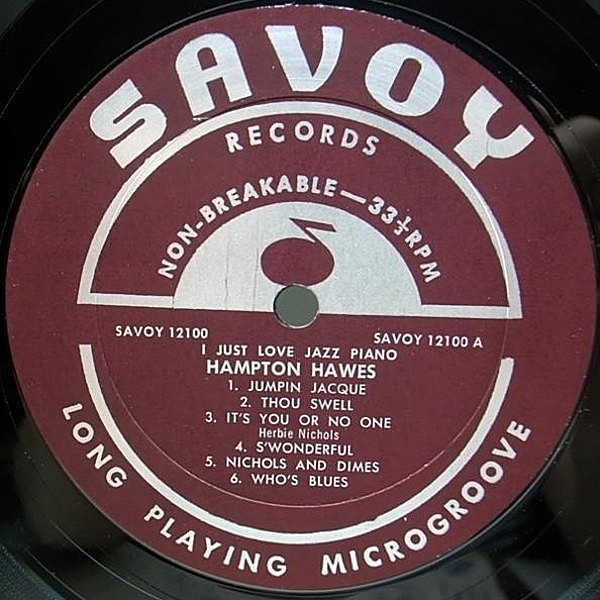 SAVOY
RECORDS
NON-BREAKABLE—33⅓RPM
SAVOY 12100
SAVOY 12100 A
I JUST LOVE JAZZ PIANO
HAMPTON HAWES
1. JUMPIN JACQUE
2. THOU SWELL
3. IT'S YOU OR NO ONE
Herbie Nichols
4. S'WONDERFUL
5. NICHOLS AND DIMES
6. WHO'S BLUES
LONG PLAYING MICROGROOVE